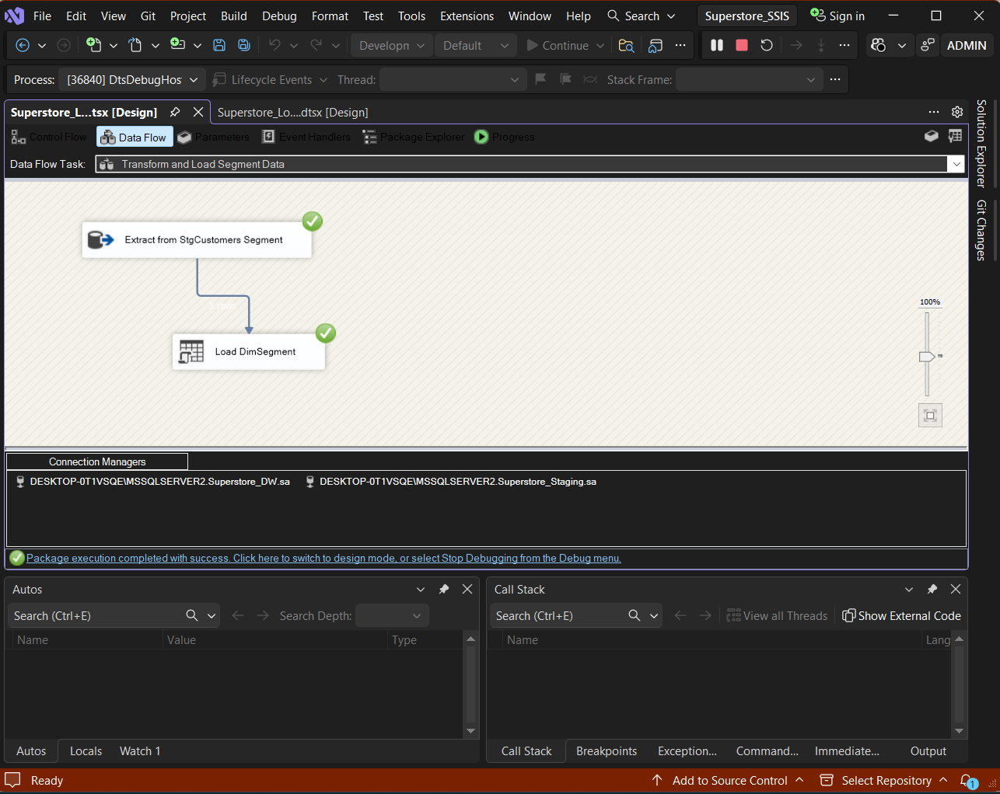 File Edit View Git Project Build Debug Format Test Tools Extensions Window Help Search Superstore_SSIS Sign in
Developn Default Continue ADMIN
Process: [36840] DtsDebugHos Lifecycle Events Thread: Stack Frame:
Superstore_L...tsx [Design] Superstore_Lo....dtsx [Design]
Control Flow Data Flow Parameters Event Handlers Package Explorer Progress
Data Flow Task: Transform and Load Segment Data
Solution Explorer
Git Changes
Extract from StgCustomers Segment
3 rows
Load DimSegment
100%
Connection Managers
DESKTOP-0T1VSQE\MSSQLSERVER2.Superstore_DW.sa DESKTOP-0T1VSQE\MSSQLSERVER2.Superstore_Staging.sa
Package execution completed with success. Click here to switch to design mode, or select Stop Debugging from the Debug menu.
Autos
Search (Ctrl+E) Search Depth:
Name Value Type
Autos Locals Watch 1
Call Stack
Search (Ctrl+E) View all Threads Show External Code
Name Lang
Call Stack Breakpoints Exception... Command... Immediate... Output
Ready Add to Source Control Select Repository 1